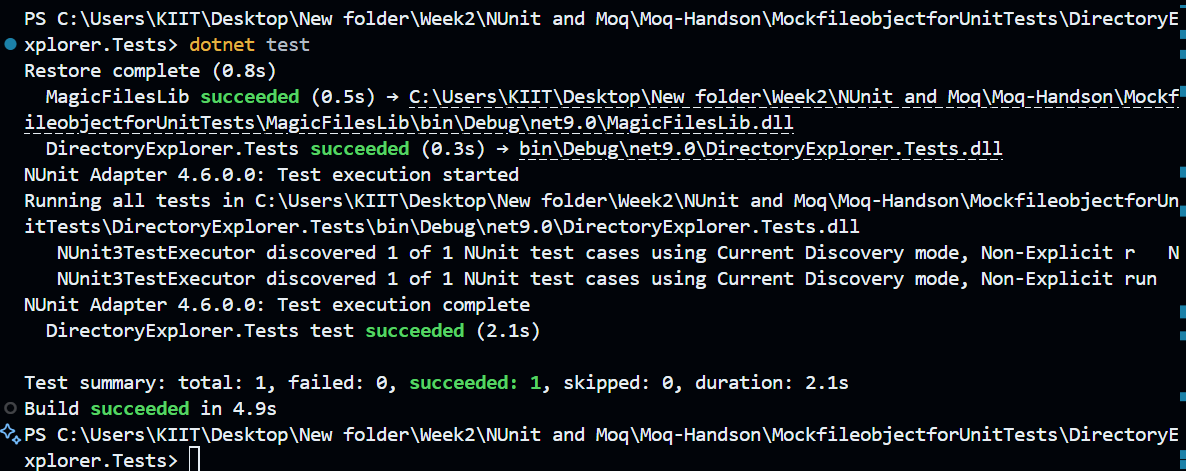 PS C:\Users\KIIT\Desktop\New folder\Week2\NUnit and Moq\Moq-Handson\MockfileobjectforUnitTests\DirectoryE
xplorer.Tests> dotnet test
Restore complete (0.8s)
  MagicFilesLib succeeded (0.5s) → C:\Users\KIIT\Desktop\New folder\Week2\NUnit and Moq\Moq-Handson\Mockf
ileobjectforUnitTests\MagicFilesLib\bin\Debug\net9.0\MagicFilesLib.dll
  DirectoryExplorer.Tests succeeded (0.3s) → bin\Debug\net9.0\DirectoryExplorer.Tests.dll
NUnit Adapter 4.6.0.0: Test execution started
Running all tests in C:\Users\KIIT\Desktop\New folder\Week2\NUnit and Moq\Moq-Handson\MockfileobjectforUn
itTests\DirectoryExplorer.Tests\bin\Debug\net9.0\DirectoryExplorer.Tests.dll
   NUnit3TestExecutor discovered 1 of 1 NUnit test cases using Current Discovery mode, Non-Explicit r   N
   NUnit3TestExecutor discovered 1 of 1 NUnit test cases using Current Discovery mode, Non-Explicit run
NUnit Adapter 4.6.0.0: Test execution complete
  DirectoryExplorer.Tests test succeeded (2.1s)

Test summary: total: 1, failed: 0, succeeded: 1, skipped: 0, duration: 2.1s
Build succeeded in 4.9s
PS C:\Users\KIIT\Desktop\New folder\Week2\NUnit and Moq\Moq-Handson\MockfileobjectforUnitTests\DirectoryE
xplorer.Tests>